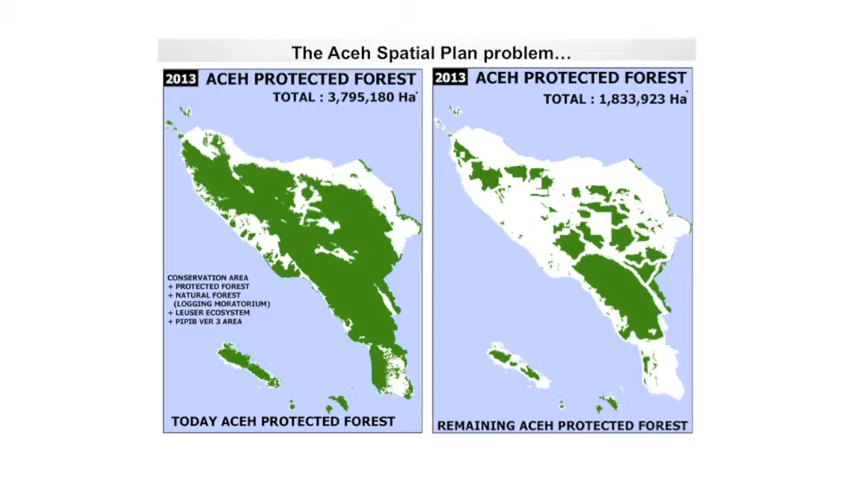 The Aceh Spatial Plan problem…
2013 ACEH PROTECTED FOREST
TOTAL : 3,795,180 Ha*
CONSERVATION AREA
+ PROTECTED FOREST
+ NATURAL FOREST
(LOGGING MORATORIUM)
+ LEUSER ECOSYSTEM
+ PIPIB VER 3 AREA
TODAY ACEH PROTECTED FOREST
2013 ACEH PROTECTED FOREST
TOTAL : 1,833,923 Ha*
REMAINING ACEH PROTECTED FOREST